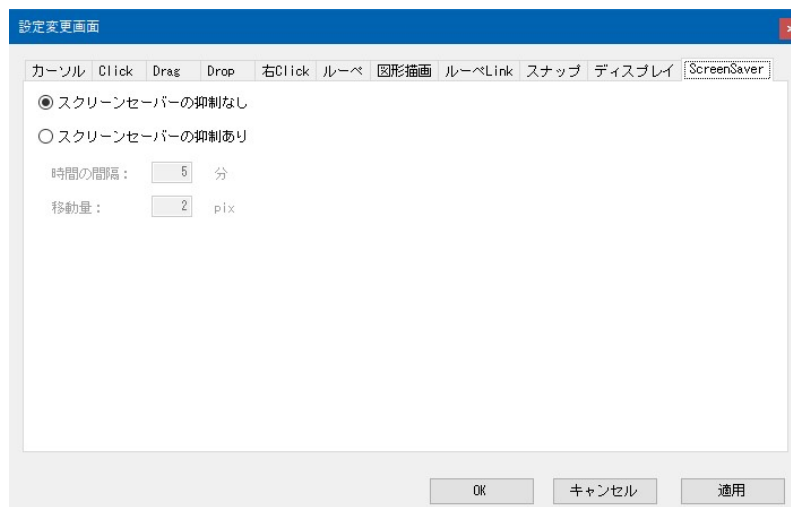 設定変更画面
カーソル Click Drag Drop 右Click ルーペ 図形描画 ルーペLink スナップ ディスプレイ ScreenSaver
スクリーンセーバーの抑制なし
スクリーンセーバーの抑制あり
時間の間隔： 5 分
移動量： 2 pix
OK キャンセル 適用